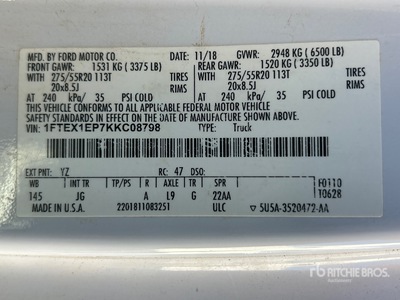 MFD. BY FORD MOTOR CO. DATE: 11/18 GVWR: 2948 KG ( 6500 LB)
FRONT GAWR: 1531 KG ( 3375 LB) REAR GAWR: 1520 KG ( 3350 LB)
WITH 275/55R20 113T TIRES WITH 275/55R20 113T TIRES
20x8.5J RIMS 20x8.5J RIMS
AT 240 kPa/ 35 PSI COLD AT 240 kPa/ 35 PSI COLD
THIS VEHICLE CONFORMS TO ALL APPLICABLE FEDERAL MOTOR VEHICLE
SAFETY STANDARDS IN EFFECT ON THE DATE OF MANUFACTURE SHOWN ABOVE.
VIN: 1FTEX1EP7KKC08798 TYPE: Truck
EXT PNT: YZ RC: 47 DSO:
WB INT TR TP/PS R AXLE TR SPR F0110
145 JG A L9 G 22AA T0628
MADE IN U.S.A. 2201811083251 ULC 5U5A-3520472-AA
rb RITCHIE BROS.